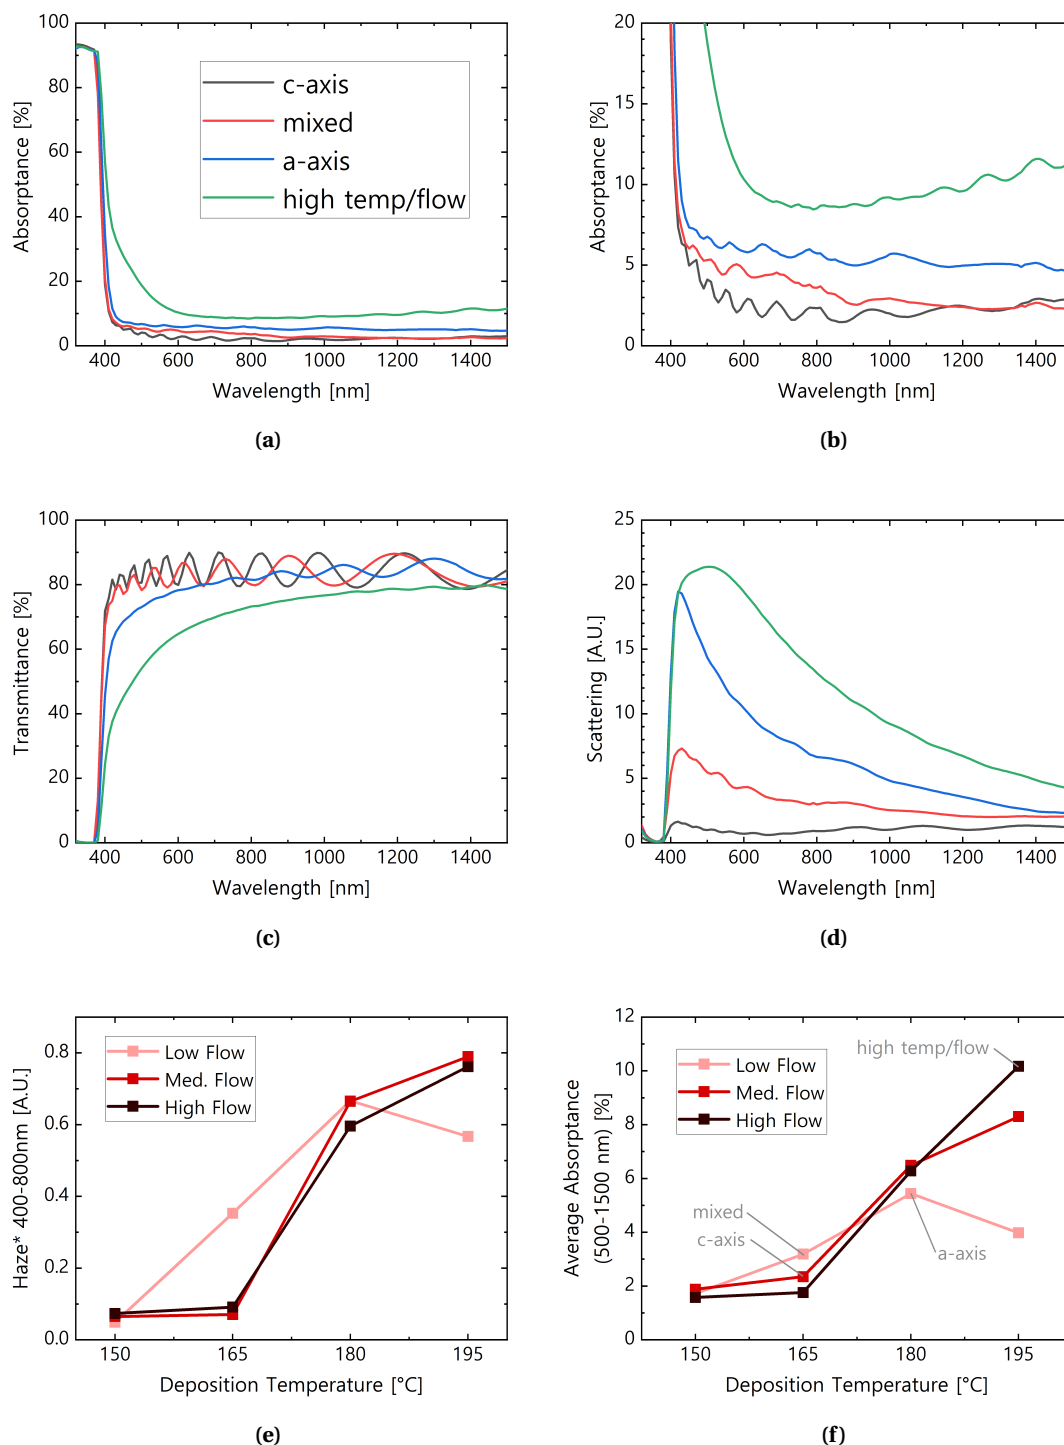 100
80
60
40
20
0
Absorptance [%]
c-axis
mixed
a-axis
high temp/flow
400 600 800 1000 1200 1400
Wavelength [nm]
(a)
20
15
10
5
0
Absorptance [%]
400 600 800 1000 1200 1400
Wavelength [nm]
(b)
100
80
60
40
20
0
Transmittance [%]
400 600 800 1000 1200 1400
Wavelength [nm]
(c)
25
20
15
10
5
0
Scattering [A.U.]
400 600 800 1000 1200 1400
Wavelength [nm]
(d)
0.8
0.6
0.4
0.2
0.0
Haze* 400-800nm [A.U.]
Low Flow
Med. Flow
High Flow
150 165 180 195
Deposition Temperature [°C]
(e)
12
10
8
6
4
2
0
Average Absorptance
(500-1500 nm) [%]
Low Flow
Med. Flow
High Flow
high temp/flow
mixed
c-axis
a-axis
150 165 180 195
Deposition Temperature [°C]
(f)